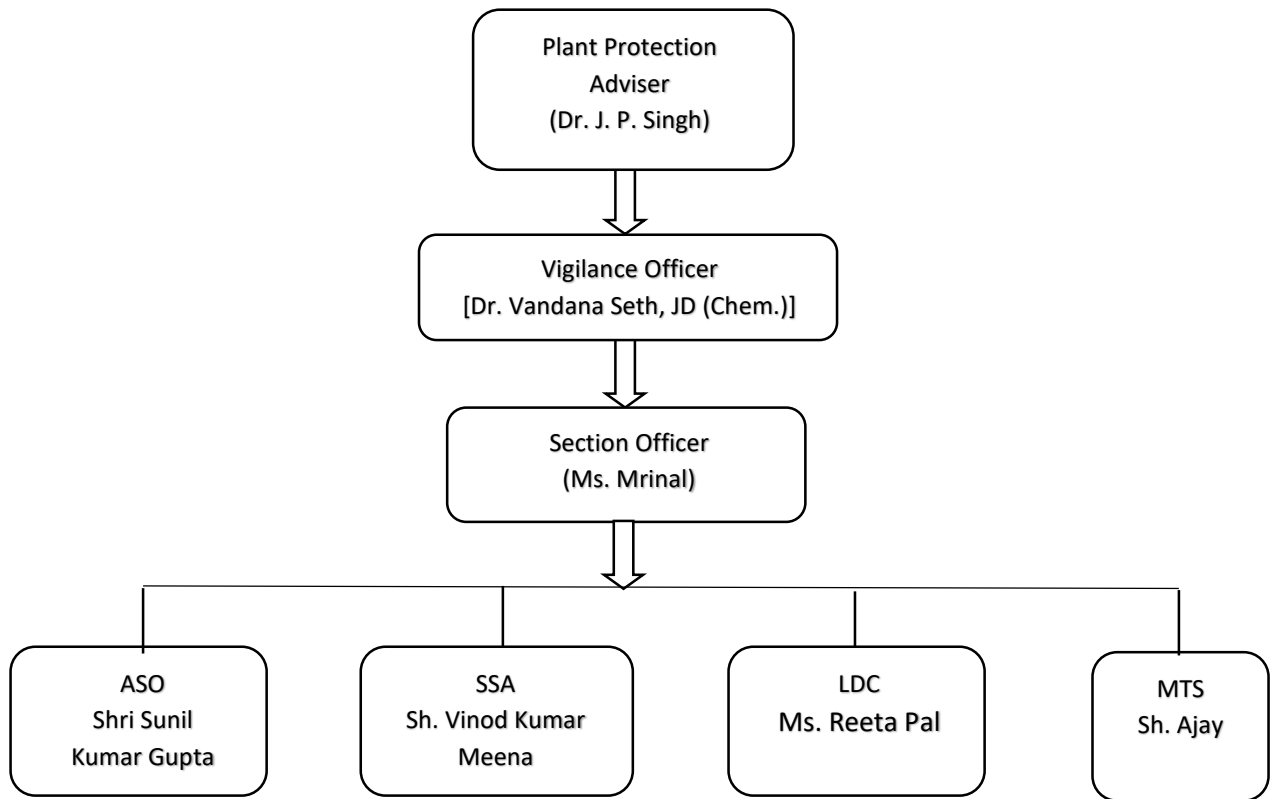 Plant Protection
Adviser
(Dr. J. P. Singh)
Vigilance Officer
[Dr. Vandana Seth, JD (Chem.)]
Section Officer
(Ms. Mrinal)
ASO
Shri Sunil
Kumar Gupta
SSA
Sh. Vinod Kumar
Meena
LDC
Ms. Reeta Pal
MTS
Sh. Ajay